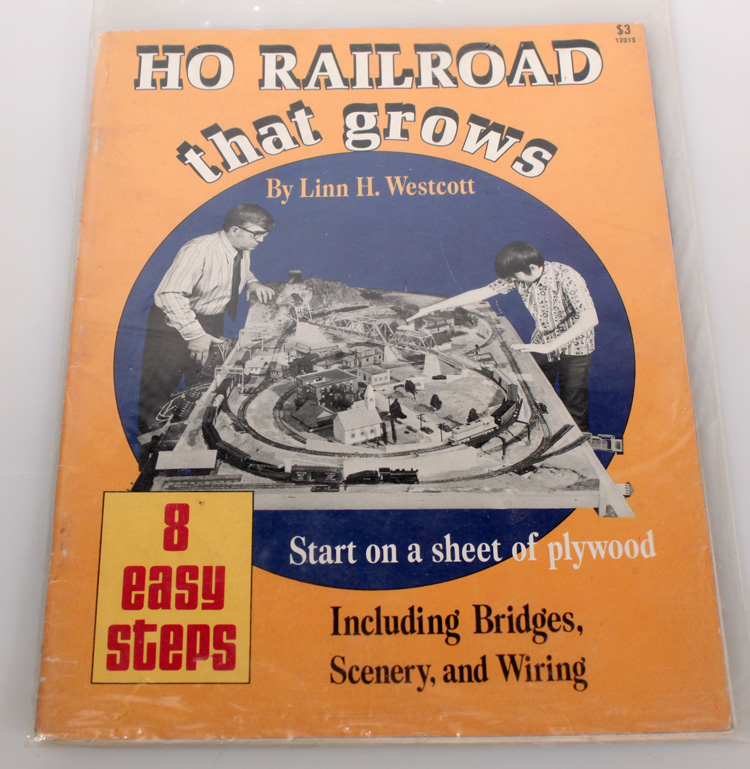 $3
12015
HO RAILROAD
that grows
By Linn H. Westcott
8
easy
steps
Start on a sheet of plywood
Including Bridges,
Scenery, and Wiring